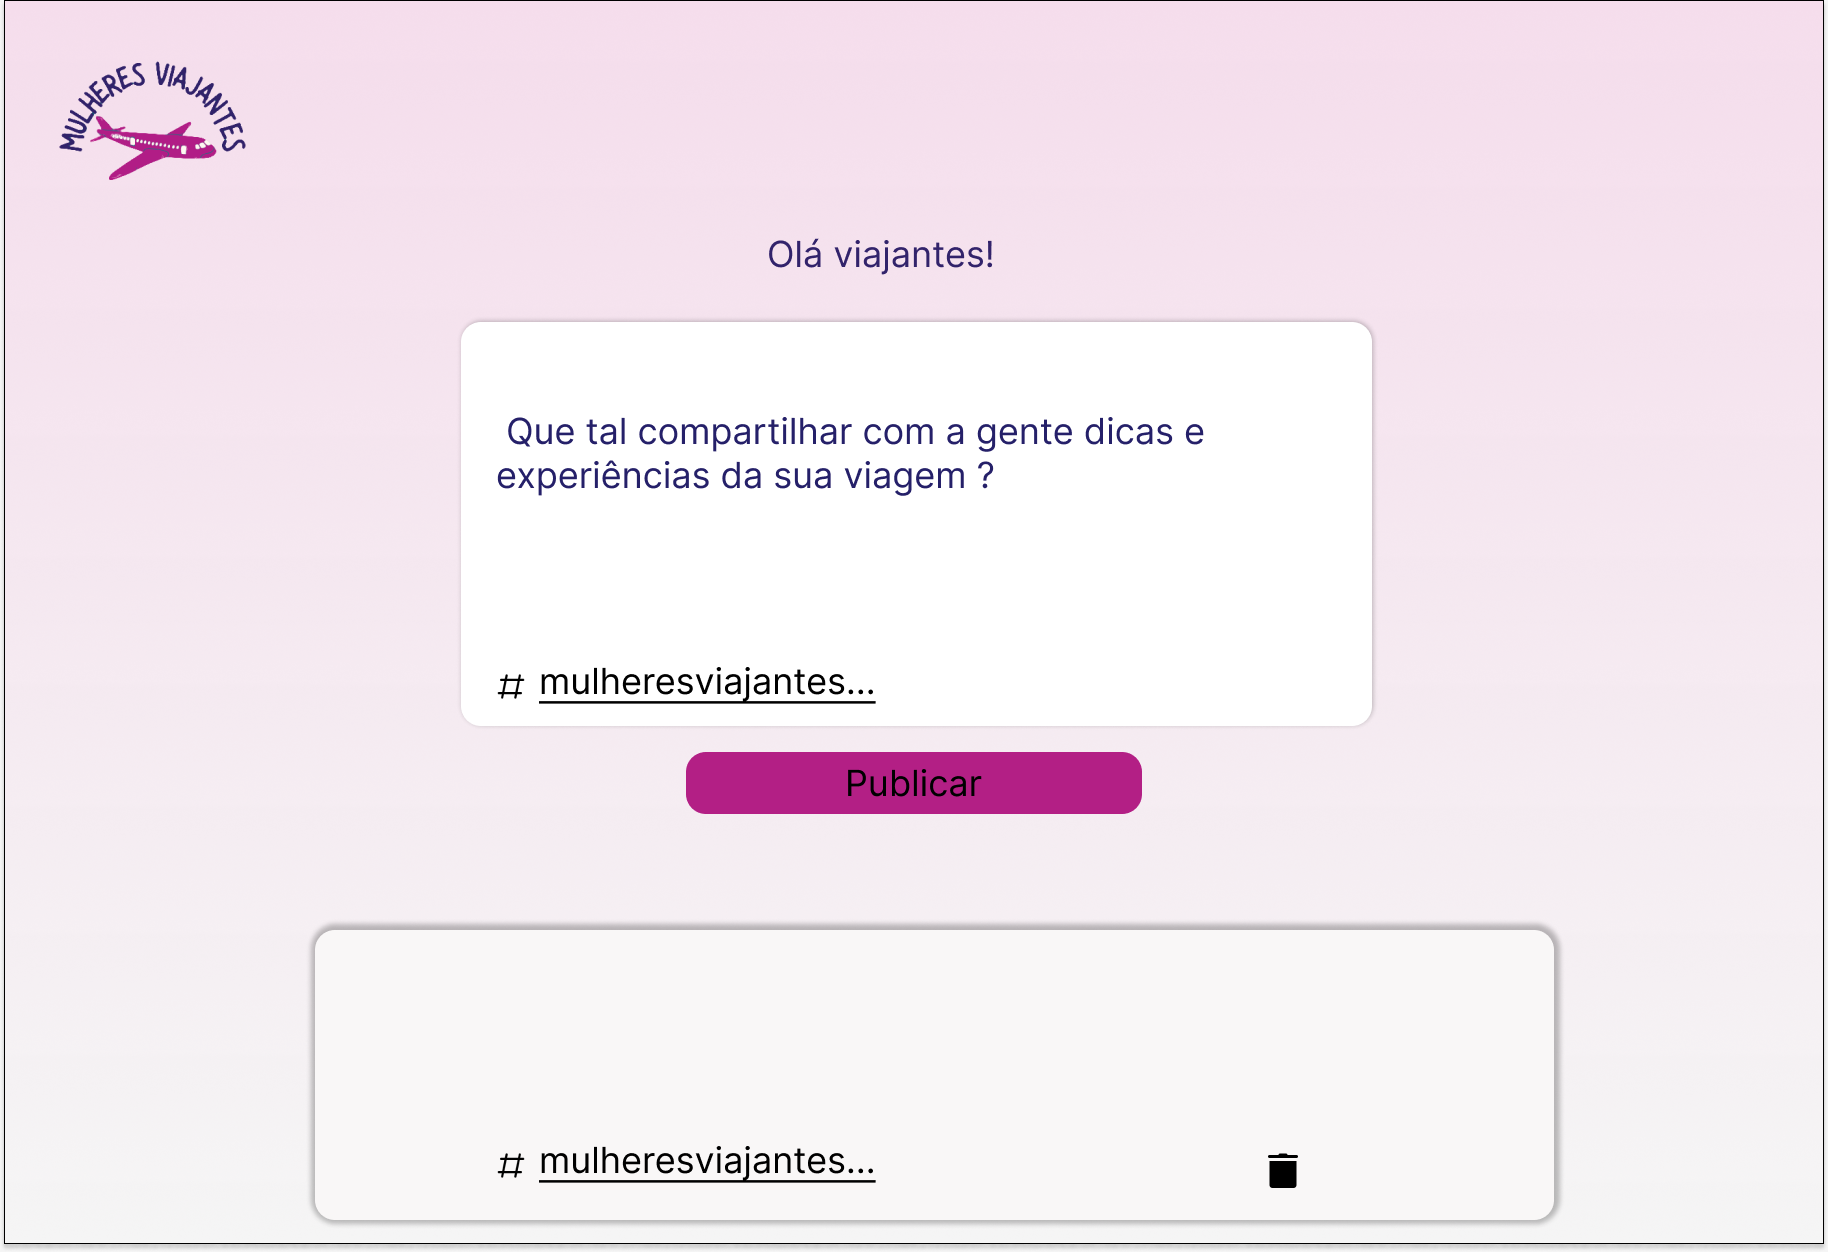 MULHERES VIAJANTES
Olá viajantes!
Que tal compartilhar com a gente dicas e
experiências da sua viagem ?
# mulheresviajantes...
Publicar
# mulheresviajantes...